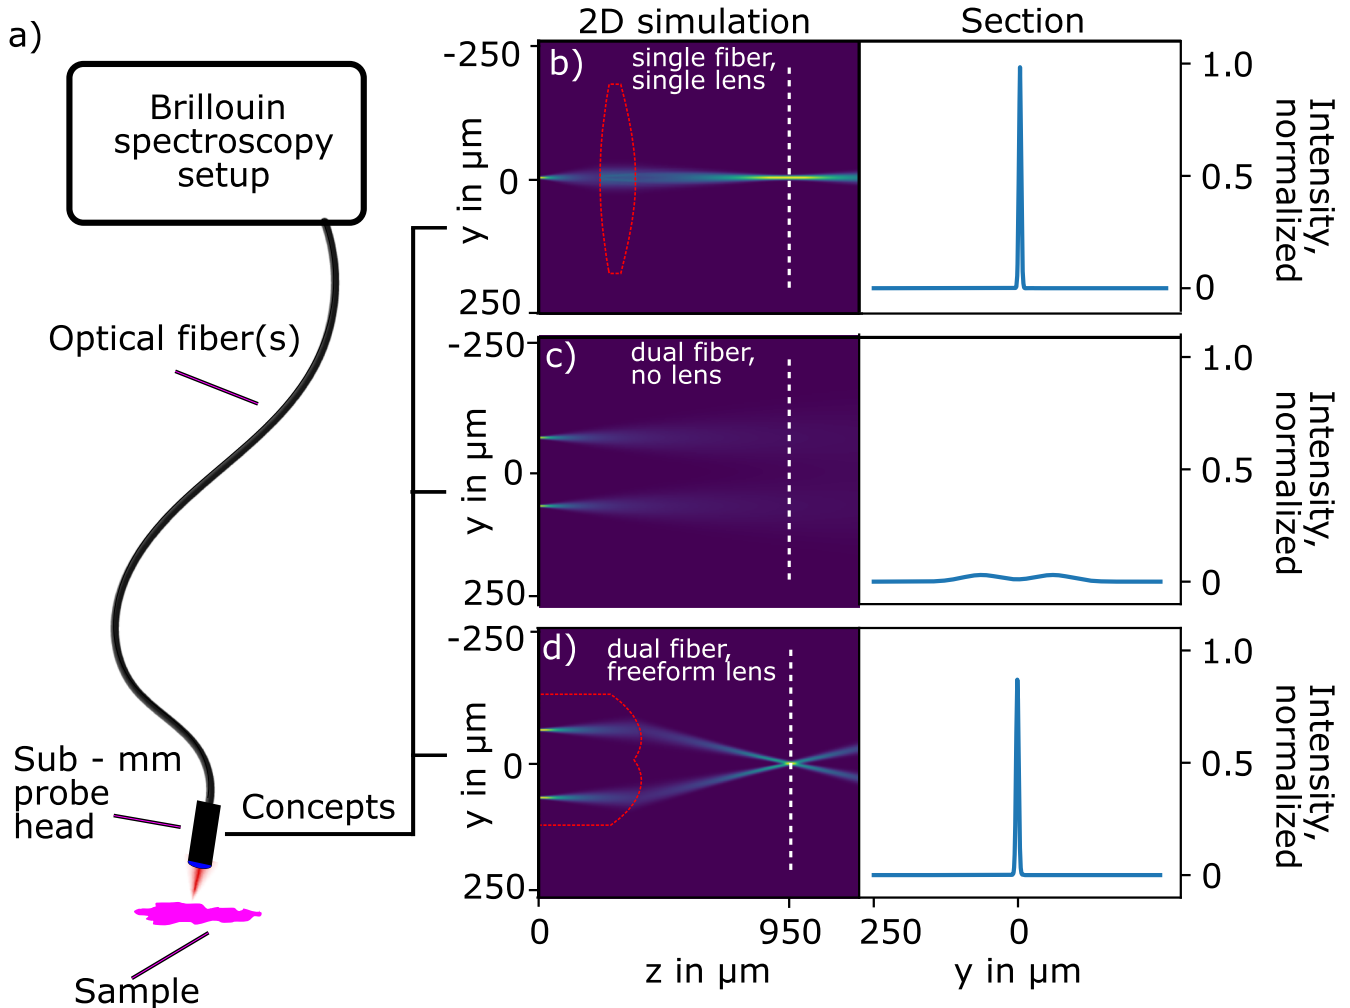 a)
Brillouin
spectroscopy
setup
Optical fiber(s)
Sub - mm
probe
head
Concepts
Sample
2D simulation
Section
b)
single fiber,
single lens
-250
0
250
y in µm
1.0
0.5
0
Intensity,
normalized
c)
dual fiber,
no lens
-250
0
250
y in µm
1.0
0.5
0
Intensity,
normalized
d)
dual fiber,
freeform lens
-250
0
250
y in µm
1.0
0.5
0
Intensity,
normalized
0
950
z in µm
250
0
y in µm